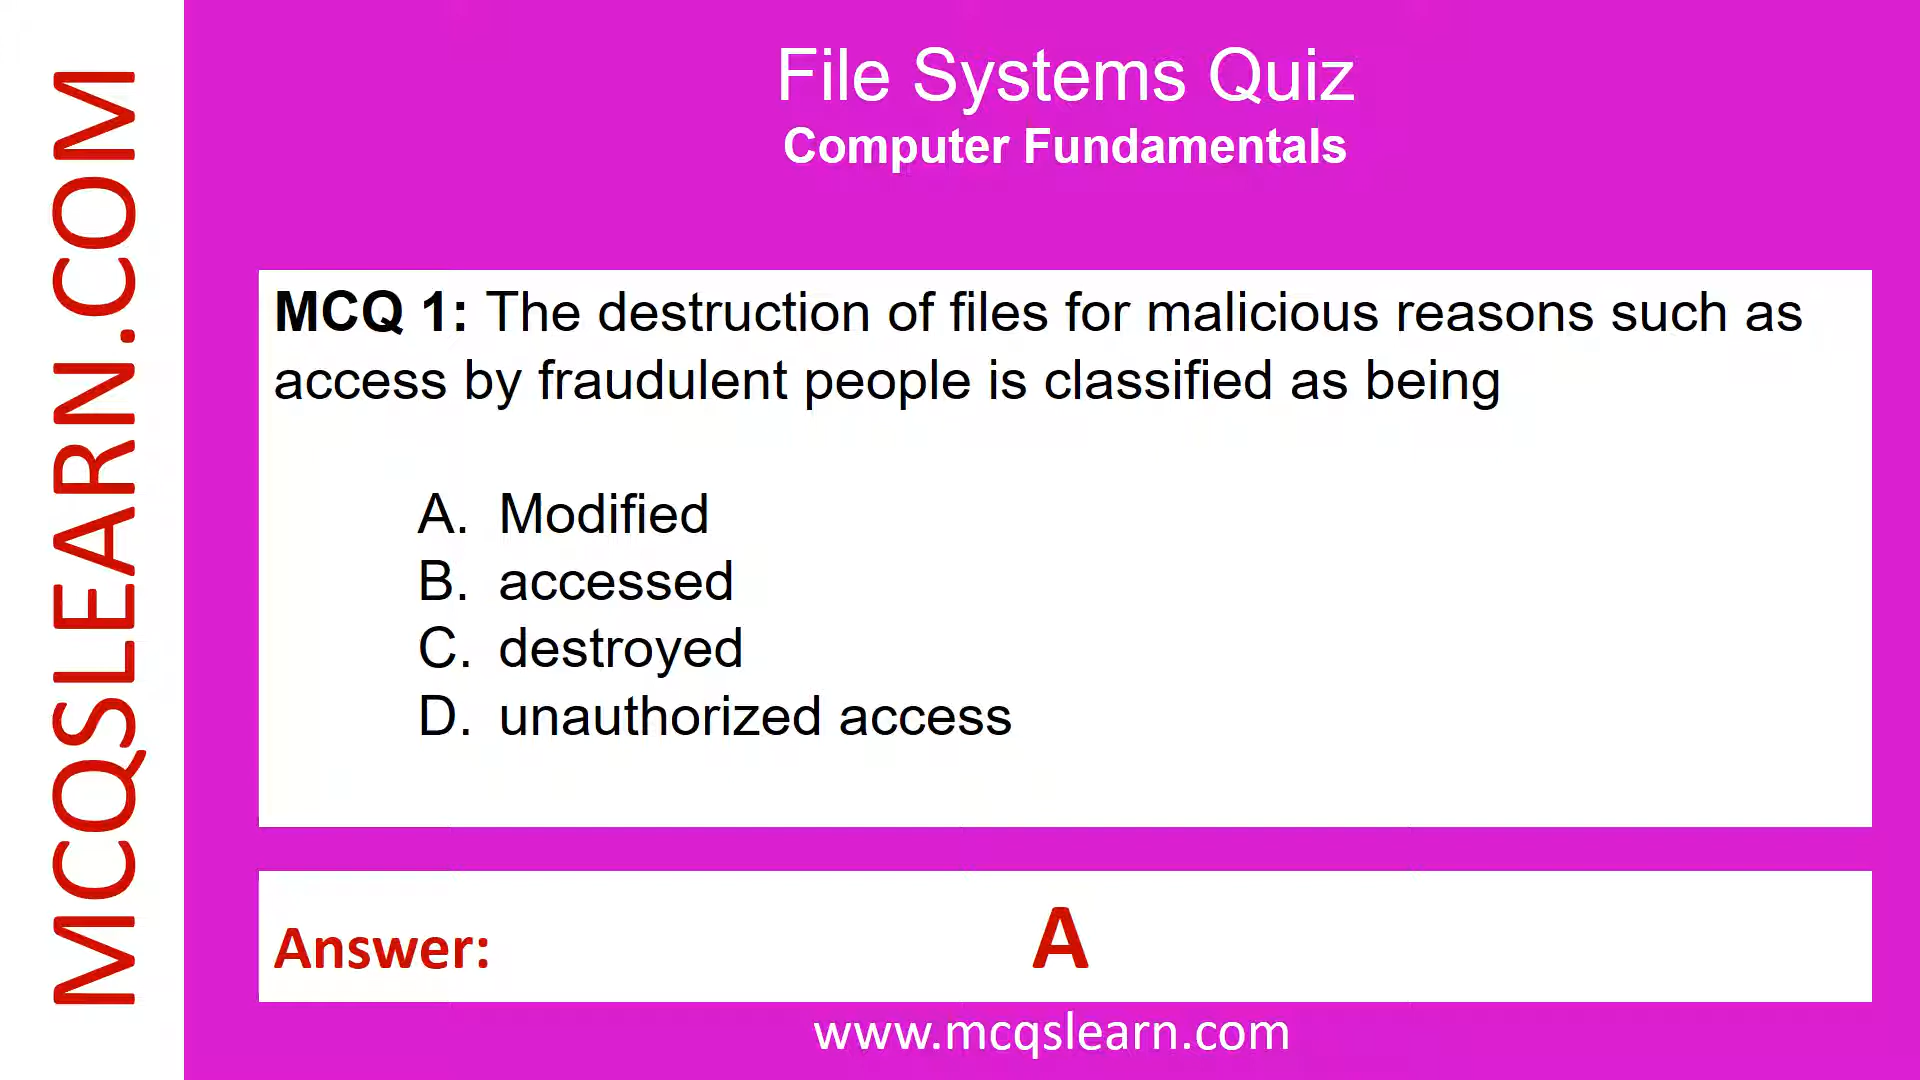 MCQSLEARN.COM
File Systems Quiz
Computer Fundamentals
MCQ 1: The destruction of files for malicious reasons such as
access by fraudulent people is classified as being
A. Modified
B. accessed
C. destroyed
D. unauthorized access
Answer: A
www.mcqslearn.com